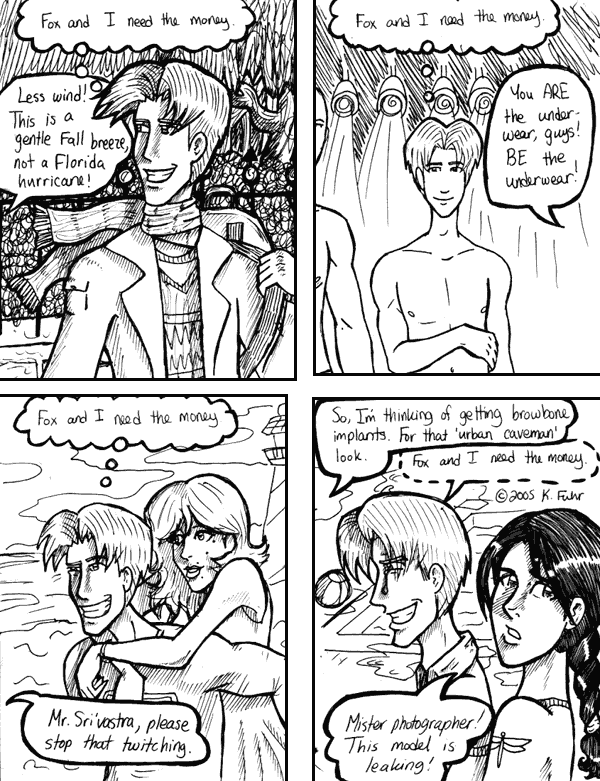 Fox and I need the money.
Less wind!
This is a
gentle Fall breeze,
not a Florida
hurricane!
Fox and I need the money.
You ARE
the under-
wear, guys!
BE the
underwear!
Fox and I need the money
Mr. Sri'vastra, please
stop that twitching.
So, I'm thinking of getting browbone
implants. For that 'urban caveman'
look.
Fox and I need the money.
©2005 K. Fuhr
Mister photographer!
This model is
leaking!